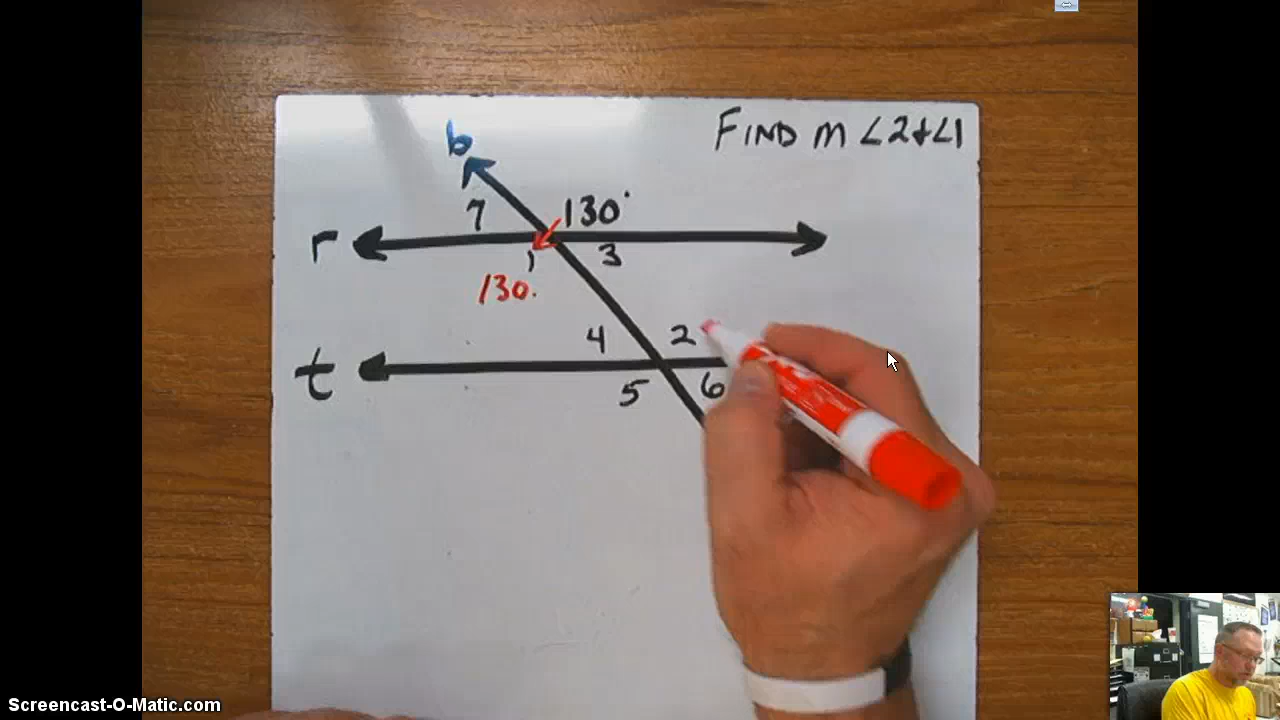 FIND m ∠2+∠1
b
7 130°
r
1 3
130.
4 2
t
5 6
Screencast-O-Matic.com